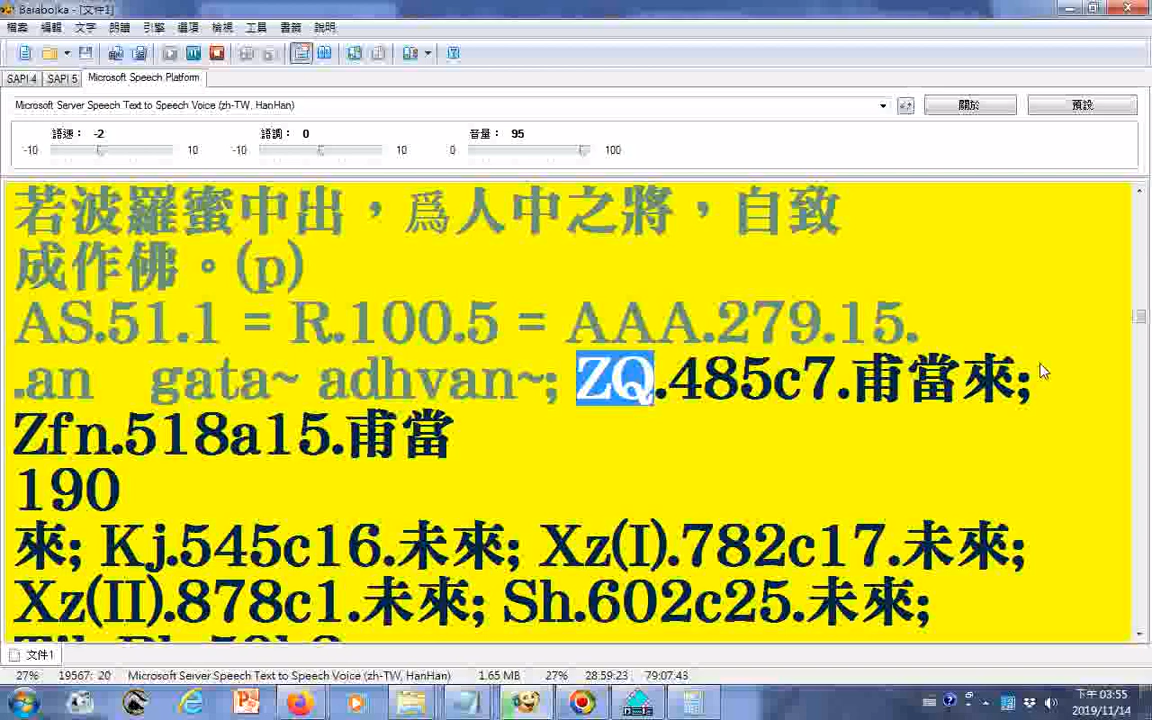 Balabolka - [文件1]
檔案 編輯 文字 朗讀 引擎 選項 檢視 工具 書籤 說明
SAPI 4 SAPI 5 Microsoft Speech Platform
Microsoft Server Speech Text to Speech Voice (zh-TW, HanHan) 關於 預設
語速： -2 語調： 0 音量： 95
-10 10 -10 10 0 100
若波羅蜜中出，爲人中之將，自致
成作佛。(p)
AS.51.1 = R.100.5 = AAA.279.15.
.an gata~ adhvan~; ZQ.485c7.甫當來;
Zfn.518a15.甫當
190
來; Kj.545c16.未來; Xz(I).782c17.未來;
Xz(II).878c1.未來; Sh.602c25.未來;
文件1
27% 19567: 20 Microsoft Server Speech Text to Speech Voice (zh-TW, HanHan) 1.65 MB 27% 28:59:23 79:07:43
下午 03:55
2019/11/14